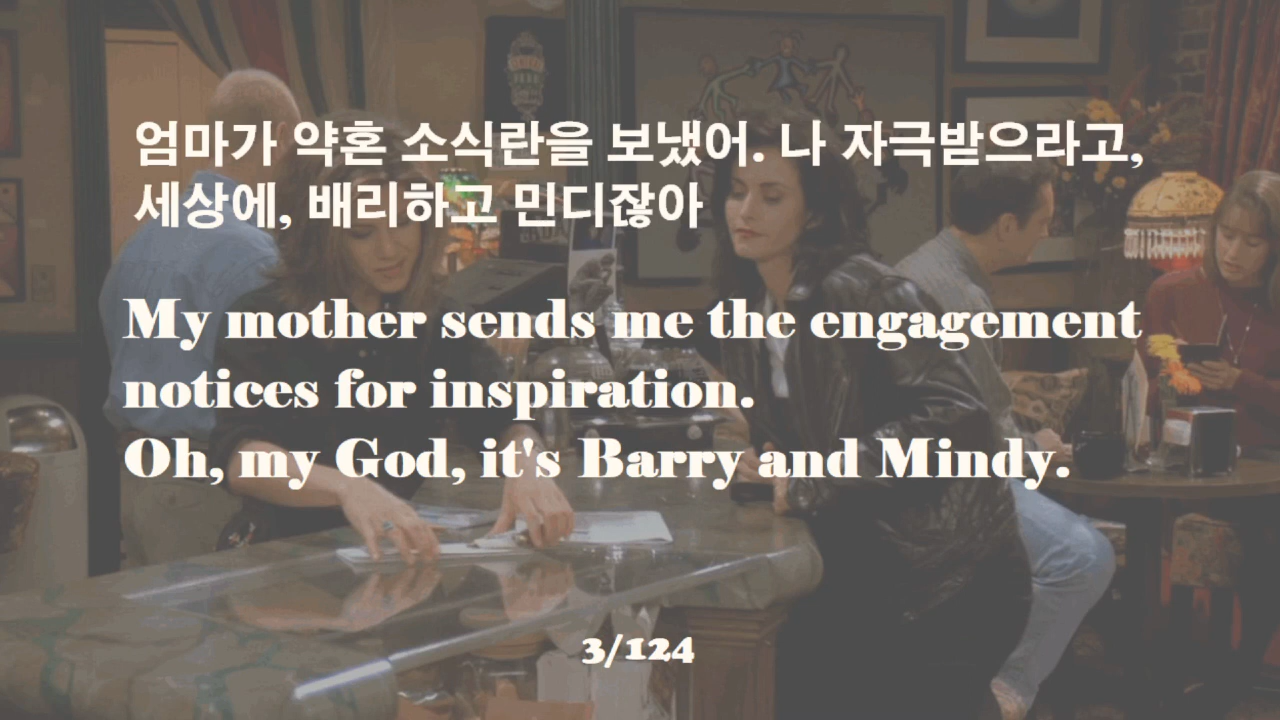 엄마가 약혼 소식란을 보냈어. 나 자극받으라고,
세상에, 배리하고 민디잖아
My mother sends me the engagement
notices for inspiration.
Oh, my God, it's Barry and Mindy.
3/124